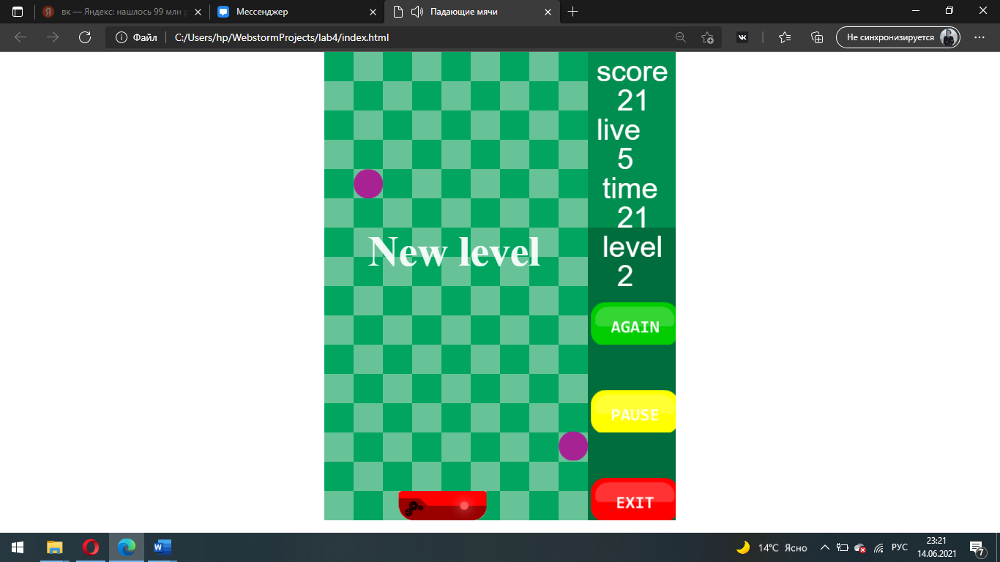 вк — Яндекс: нашлось 99 млн
Мессенджер
Падающие мячи
Файл
C:/Users/hp/WebstormProjects/lab4/index.html
Не синхронизируется
score
21
live
5
time
21
level
2
New level
AGAIN
PAUSE
EXIT
14°C Ясно
РУС
23:21
14.06.2021
7